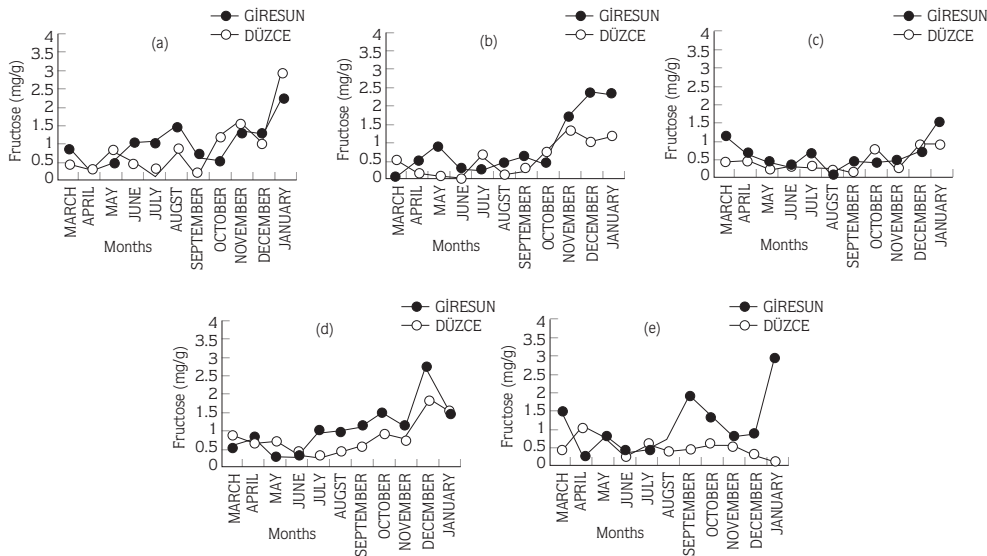 GİRESUN
DÜZCE
(a)
Fructose (mg/g)
4
3.5
3
2.5
2
1.5
1
0.5
0
MARCH
APRIL
MAY
JUNE
JULY
AUGST
SEPTEMBER
OCTOBER
NOVEMBER
DECEMBER
JANUARY
Months
GİRESUN
DÜZCE
(b)
Fructose (mg/g)
4
3.5
3
2.5
2
1.5
1
0.5
0
MARCH
APRIL
MAY
JUNE
JULY
AUGST
SEPTEMBER
OCTOBER
NOVEMBER
DECEMBER
JANUARY
Months
GİRESUN
DÜZCE
(c)
Fructose (mg/g)
4
3.5
3
2.5
2
1.5
1
0.5
0
MARCH
APRIL
MAY
JUNE
JULY
AUGST
SEPTEMBER
OCTOBER
NOVEMBER
DECEMBER
JANUARY
Months
GİRESUN
DÜZCE
(d)
Fructose (mg/g)
4
3.5
3
2.5
2
1.5
1
0.5
0
MARCH
APRIL
MAY
JUNE
JULY
AUGST
SEPTEMBER
OCTOBER
NOVEMBER
DECEMBER
JANUARY
Months
GİRESUN
DÜZCE
(e)
Fructose (mg/g)
4
3.5
3
2.5
2
1.5
1
0.5
0
MARCH
APRIL
MAY
JUNE
JULY
AUGST
SEPTEMBER
OCTOBER
NOVEMBER
DECEMBER
JANUARY
Months